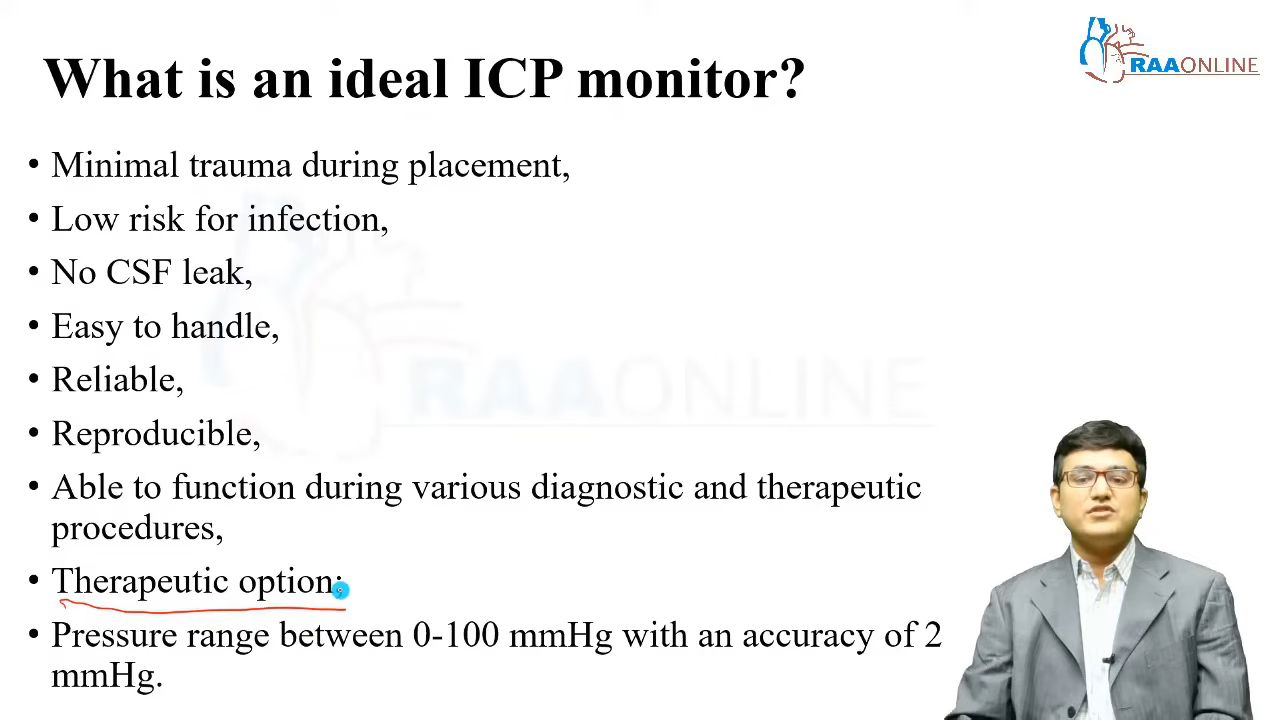 What is an ideal ICP monitor?
RAAONLINE
• Minimal trauma during placement,
• Low risk for infection,
• No CSF leak,
• Easy to handle,
• Reliable,
RAAONLINE
• Reproducible,
• Able to function during various diagnostic and therapeutic
procedures,
• Therapeutic option;
• Pressure range between 0-100 mmHg with an accuracy of 2
mmHg.